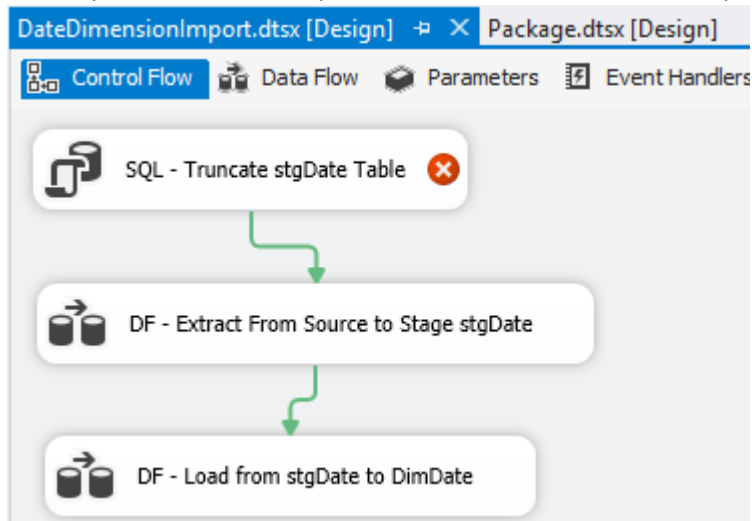 DateDimensionImport.dtsx [Design] Package.dtsx [Design]
Control Flow Data Flow Parameters Event Handlers
SQL - Truncate stgDate Table
DF - Extract From Source to Stage stgDate
DF - Load from stgDate to DimDate